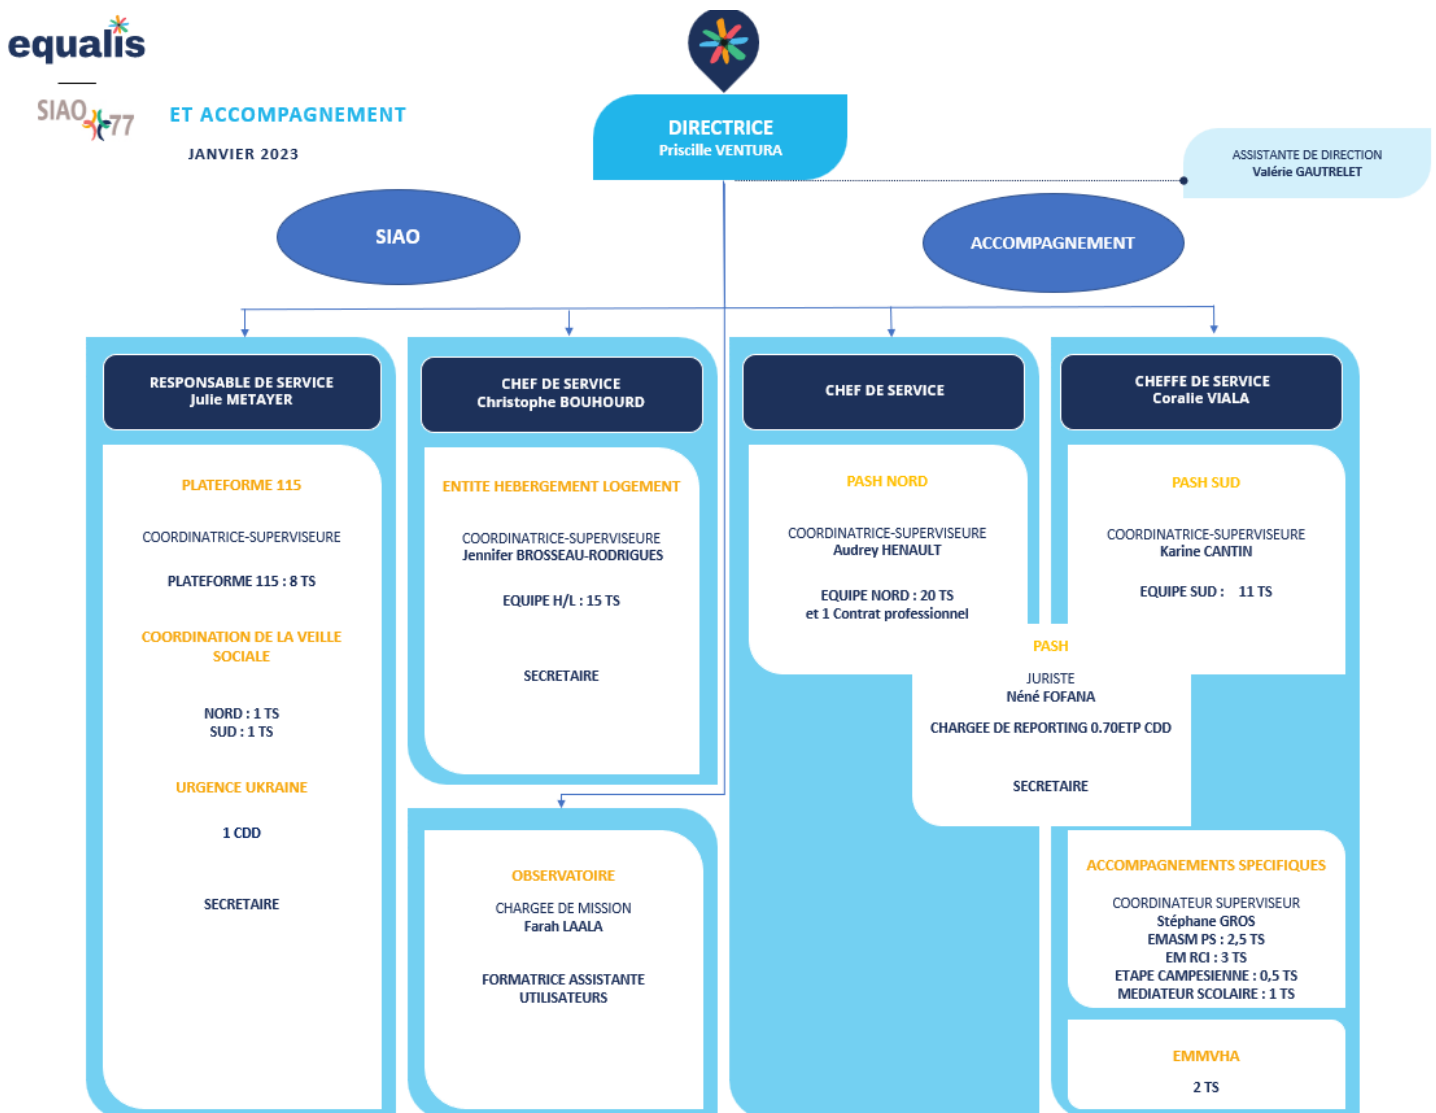 equalis
SIAO 77
ET ACCOMPAGNEMENT
JANVIER 2023
DIRECTRICE
Priscille VENTURA
ASSISTANTE DE DIRECTION
Valérie GAUTRELET
SIAO
ACCOMPAGNEMENT
RESPONSABLE DE SERVICE
Julie METAYER
PLATEFORME 115
COORDINATRICE-SUPERVISEURE
PLATEFORME 115 : 8 TS
COORDINATION DE LA VEILLE
SOCIALE
NORD : 1 TS
SUD : 1 TS
URGENCE UKRAINE
1 CDD
SECRETAIRE
CHEF DE SERVICE
Christophe BOUHOURD
ENTITE HEBERGEMENT LOGEMENT
COORDINATRICE-SUPERVISEURE
Jennifer BROSSEAU-RODRIGUES
EQUIPE H/L : 15 TS
SECRETAIRE
OBSERVATOIRE
CHARGEE DE MISSION
Farah LAALA
FORMATRICE ASSISTANTE
UTILISATEURS
CHEF DE SERVICE
PASH NORD
COORDINATRICE-SUPERVISEURE
Audrey HENAULT
EQUIPE NORD : 20 TS
et 1 Contrat professionnel
CHEFFE DE SERVICE
Coralie VIALA
PASH SUD
COORDINATRICE-SUPERVISEURE
Karine CANTIN
EQUIPE SUD : 11 TS
PASH
JURISTE
Néné FOFANA
CHARGEE DE REPORTING 0.70ETP CDD
SECRETAIRE
ACCOMPAGNEMENTS SPECIFIQUES
COORDINATEUR SUPERVISEUR
Stéphane GROS
EMASM PS : 2,5 TS
EM RCI : 3 TS
ETAPE CAMPESIENNE : 0,5 TS
MEDIATEUR SCOLAIRE : 1 TS
EMMVHA
2 TS